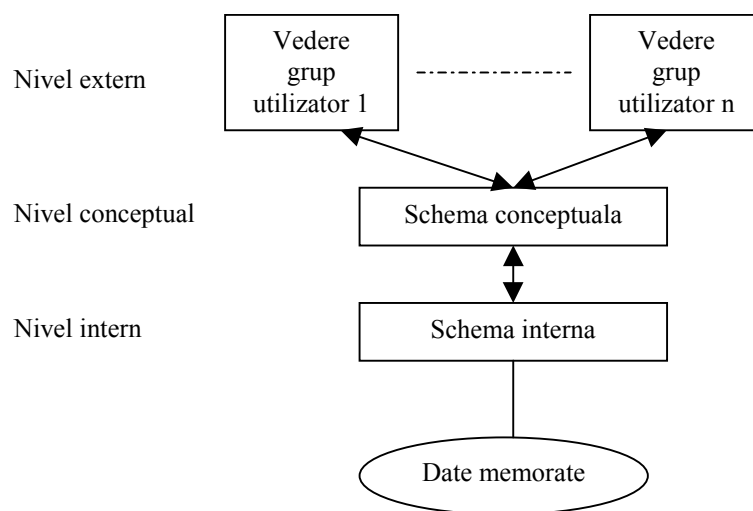 Nivel extern
Vedere
grup
utilizator 1
Vedere
grup
utilizator n
Nivel conceptual
Schema conceptuala
Nivel intern
Schema interna
Date memorate